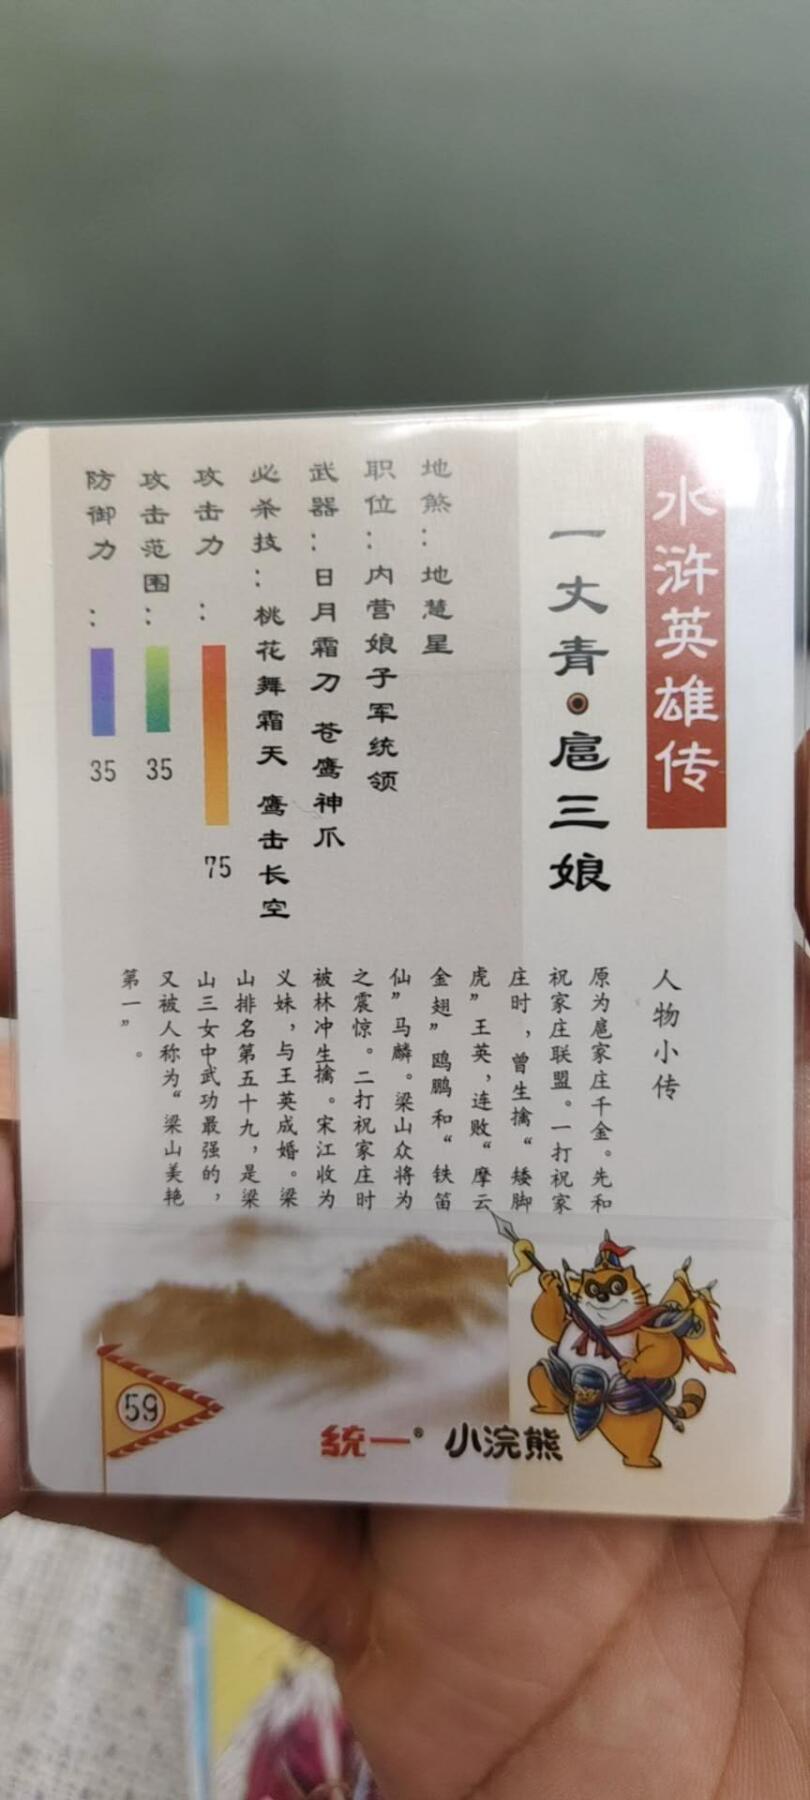 水浒英雄传
一丈青·扈三娘
地煞：地慧星
职位：内营娘子军统领
武器：日月霜刀 苍鹰神爪
必杀技：桃花舞霜天 鹰击长空
攻击力：75
攻击范围：35
防御力：35
人物小传
原为扈家庄千金。先和
祝家庄联盟。一打祝家
庄时，曾生擒“矮脚
虎”王英，连败“摩云
金翅”鸥鹏和“铁笛
仙”马麟。梁山众将为
之震惊。二打祝家庄时
被林冲生擒。宋江收为
义妹，与王英成婚。梁
山排名第五十九，是梁
山三女中武功最强的，
又被人称为“梁山美艳
第一”。
59
统一® 小浣熊